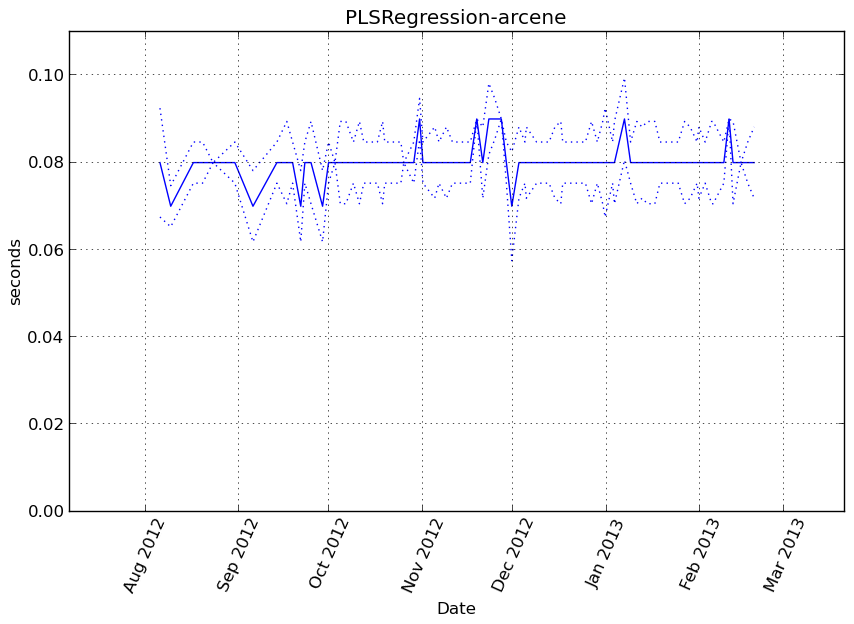 PLSRegression-arcene
0.10
0.08
0.06
0.04
0.02
0.00
seconds
Aug 2012
Sep 2012
Oct 2012
Nov 2012
Dec 2012
Jan 2013
Feb 2013
Mar 2013
Date